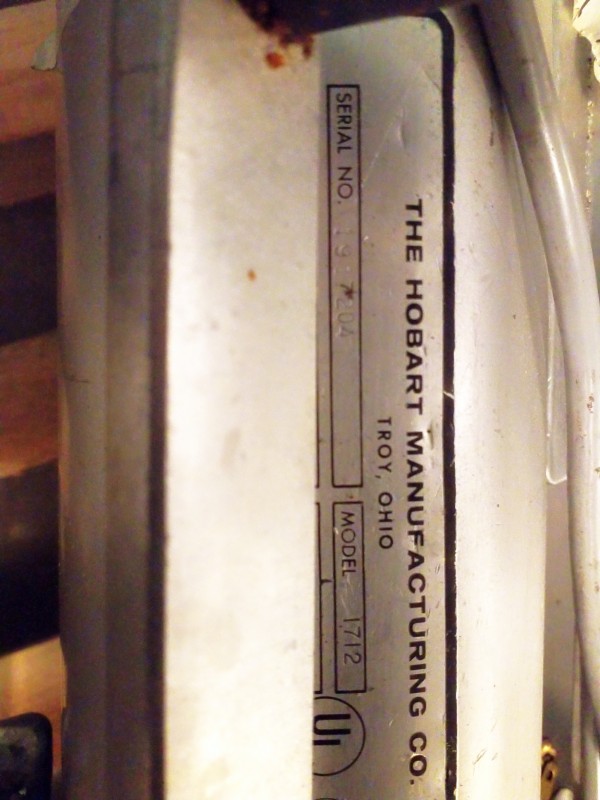 THE HOBART MANUFACTURING CO.
TROY, OHIO
SERIAL NO.
MODEL 1712